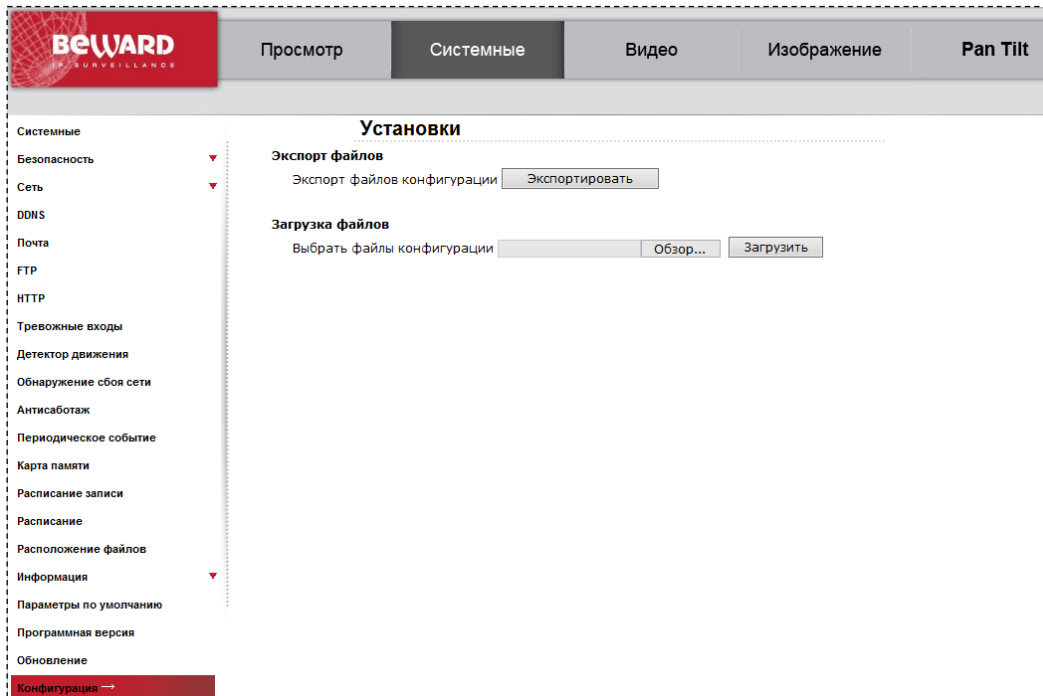 BEWARD
IP SURVEILLANCE
Просмотр
Системные
Видео
Изображение
Pan Tilt
Системные
Безопасность
Сеть
DDNS
Почта
FTP
HTTP
Тревожные входы
Детектор движения
Обнаружение сбоя сети
Антисаботаж
Периодическое событие
Карта памяти
Расписание записи
Расписание
Расположение файлов
Информация
Параметры по умолчанию
Программная версия
Обновление
Конфигурация →
Установки
Экспорт файлов
Экспорт файлов конфигурации Экспортировать
Загрузка файлов
Выбрать файлы конфигурации Обзор... Загрузить